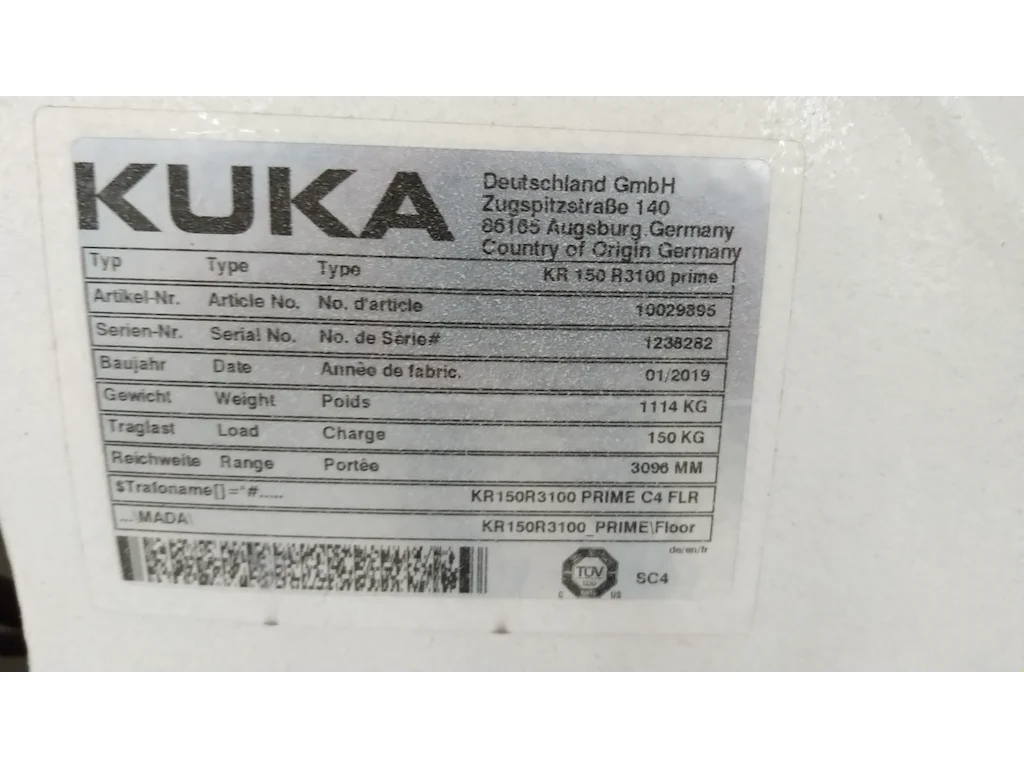 KUKA
Deutschland GmbH
Zugspitzstraße 140
86165 Augsburg,Germany
Country of Origin Germany
Typ Type Type KR 150 R3100 prime
Artikel-Nr. Article No. No. d'article 10029895
Serien-Nr. Serial No. No. de Série# 1238282
Baujahr Date Année de fabric. 01/2019
Gewicht Weight Poids 1114 KG
Traglast Load Charge 150 KG
Reichweite Range Portée 3096 MM
$Trafoname[]="#..... KR150R3100 PRIME C4 FLR
...\MADA\ KR150R3100_PRIME\Floor
de/en/fr
TÜV
C US
SC4